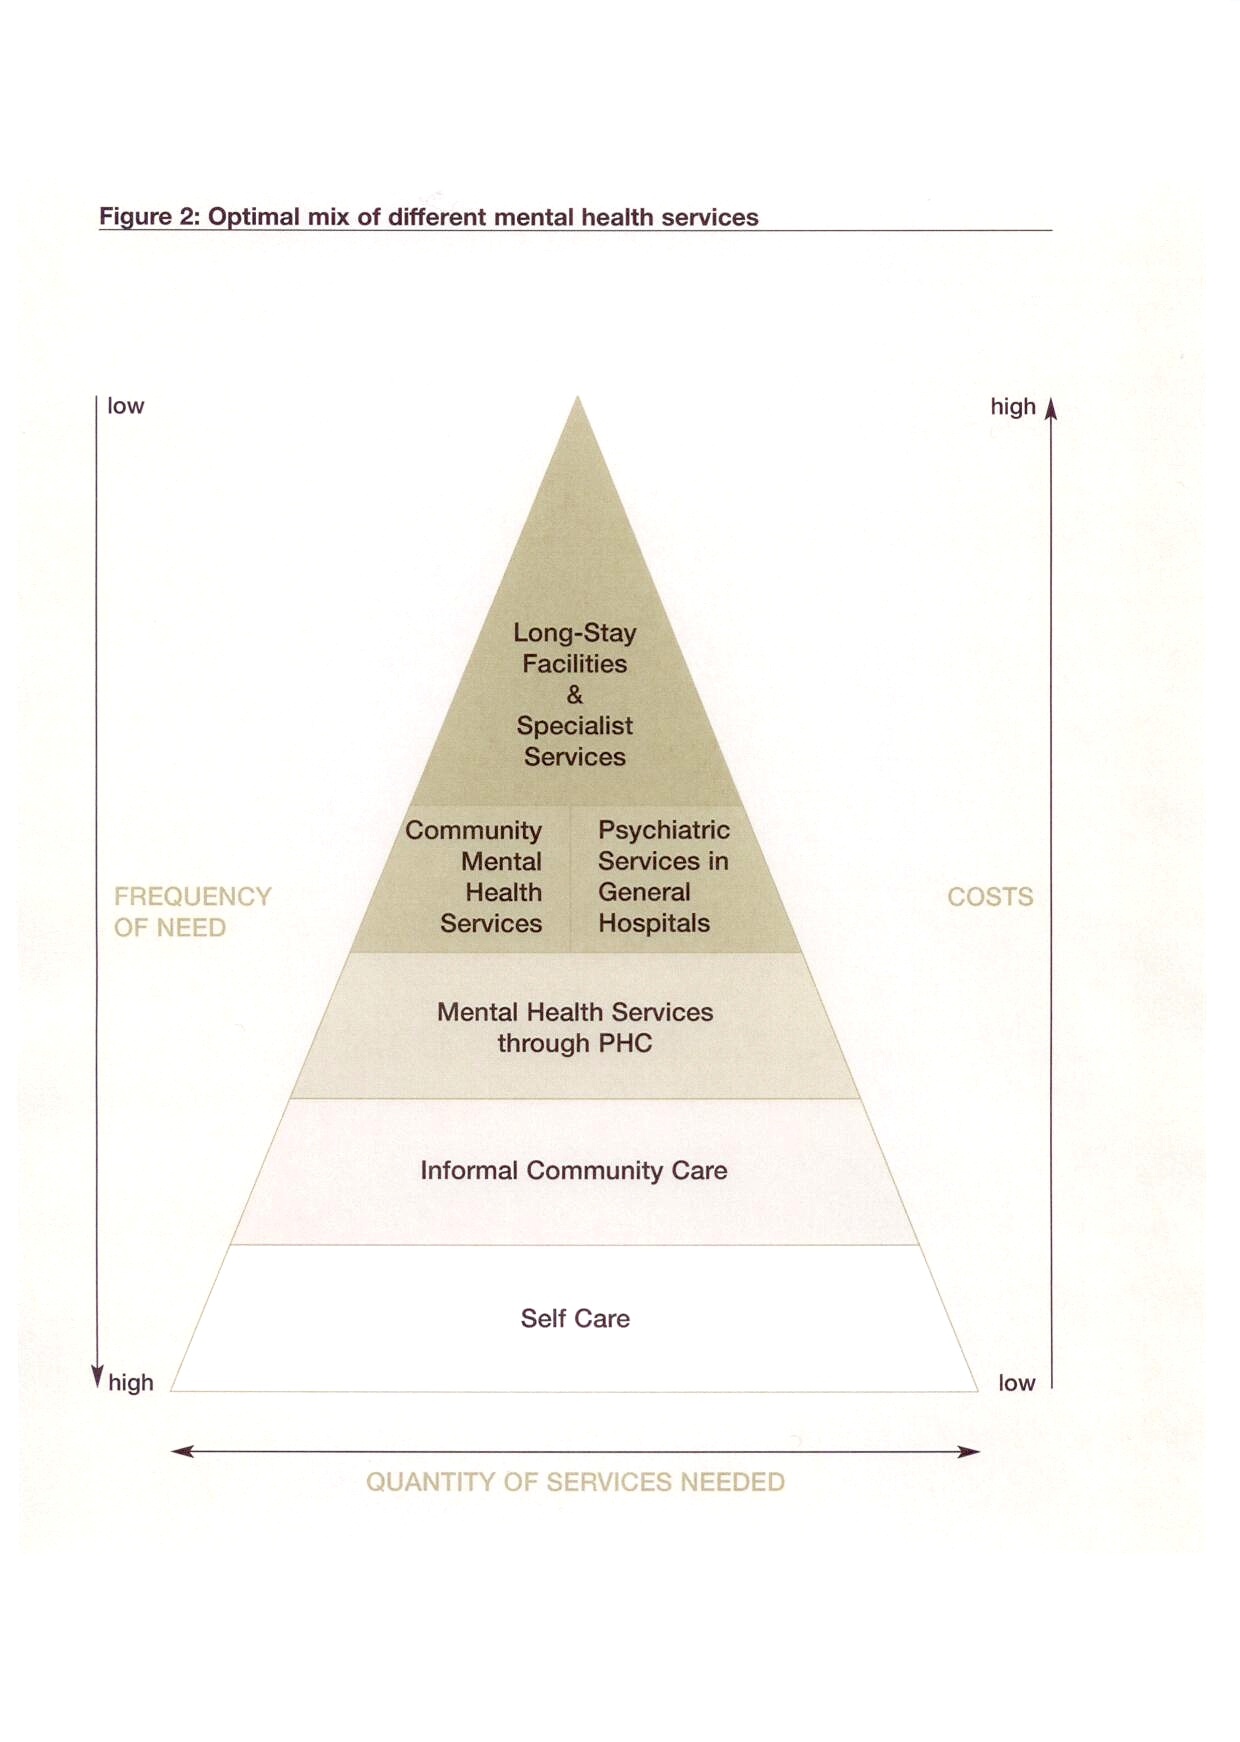 Figure 2: Optimal mix of different mental health services
low
high
Long-Stay
Facilities
&
Specialist
Services
Community
Mental
Health
Services
Psychiatric
Services in
General
Hospitals
FREQUENCY
OF NEED
COSTS
Mental Health Services
through PHC
Informal Community Care
Self Care
high
low
QUANTITY OF SERVICES NEEDED